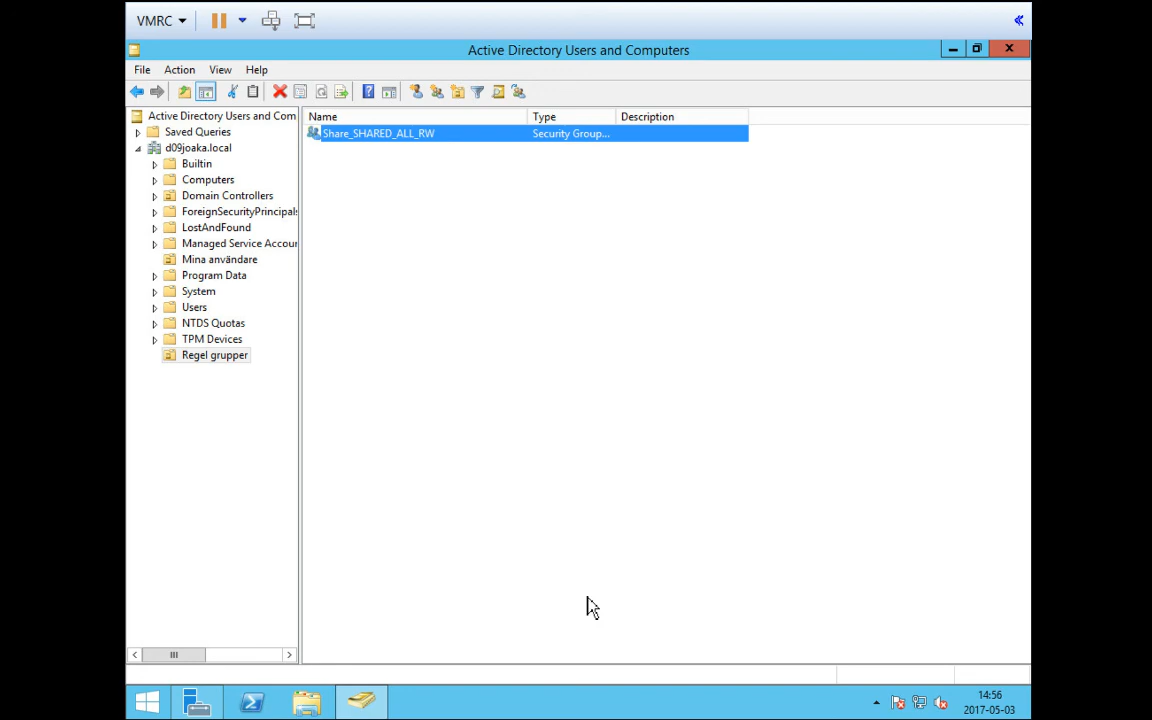 VMRC
Active Directory Users and Computers
File Action View Help
Active Directory Users and Com
Saved Queries
d09joaka.local
Builtin
Computers
Domain Controllers
ForeignSecurityPrincipals
LostAndFound
Managed Service Accou
Mina användare
Program Data
System
Users
NTDS Quotas
TPM Devices
Regel grupper
Name Type Description
Share_SHARED_ALL_RW Security Group...
14:56
2017-05-03